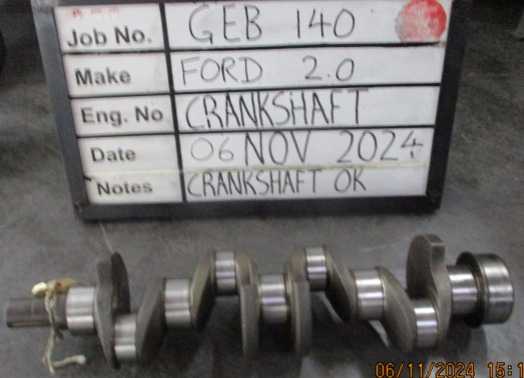 Job No. GEB 140
Make FORD 2.0
Eng. No CRANKSHAFT
Date 06 NOV 2024
Notes CRANKSHAFT OK
06/11/2024 15:1